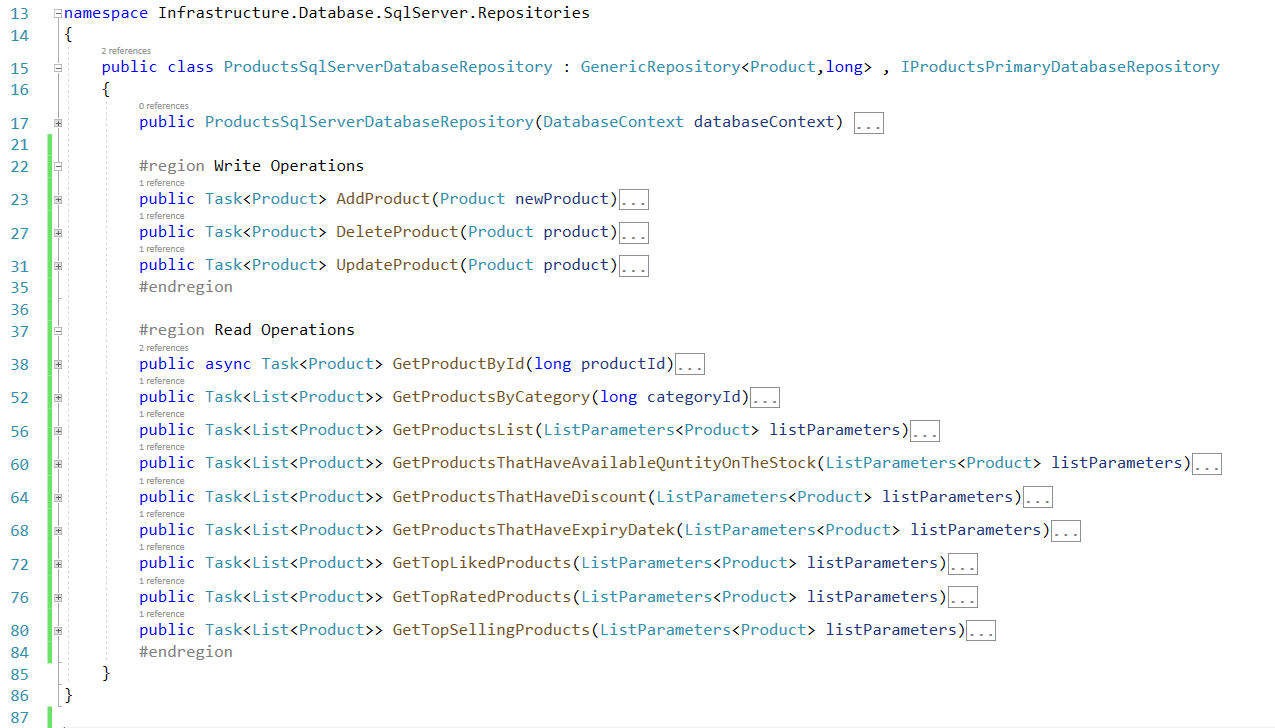 13 namespace Infrastructure.Database.SqlServer.Repositories
14 {
2 references
15 public class ProductsSqlServerDatabaseRepository : GenericRepository<Product,long> , IProductsPrimaryDatabaseRepository
16 {
0 references
17 public ProductsSqlServerDatabaseRepository(DatabaseContext databaseContext) ...
21
22 #region Write Operations
1 reference
23 public Task<Product> AddProduct(Product newProduct)...
1 reference
27 public Task<Product> DeleteProduct(Product product)...
1 reference
31 public Task<Product> UpdateProduct(Product product)...
35 #endregion
36
37 #region Read Operations
2 references
38 public async Task<Product> GetProductById(long productId)...
1 reference
52 public Task<List<Product>> GetProductsByCategory(long categoryId)...
1 reference
56 public Task<List<Product>> GetProductsList(ListParameters<Product> listParameters)...
1 reference
60 public Task<List<Product>> GetProductsThatHaveAvailableQuntityOnTheStock(ListParameters<Product> listParameters)...
1 reference
64 public Task<List<Product>> GetProductsThatHaveDiscount(ListParameters<Product> listParameters)...
1 reference
68 public Task<List<Product>> GetProductsThatHaveExpiryDatek(ListParameters<Product> listParameters)...
1 reference
72 public Task<List<Product>> GetTopLikedProducts(ListParameters<Product> listParameters)...
1 reference
76 public Task<List<Product>> GetTopRatedProducts(ListParameters<Product> listParameters)...
1 reference
80 public Task<List<Product>> GetTopSellingProducts(ListParameters<Product> listParameters)...
84 #endregion
85 }
86 }
87